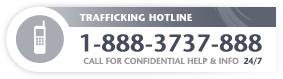 TRAFFICKING HOTLINE
1-888-3737-888
CALL FOR CONFIDENTIAL HELP & INFO 24/7